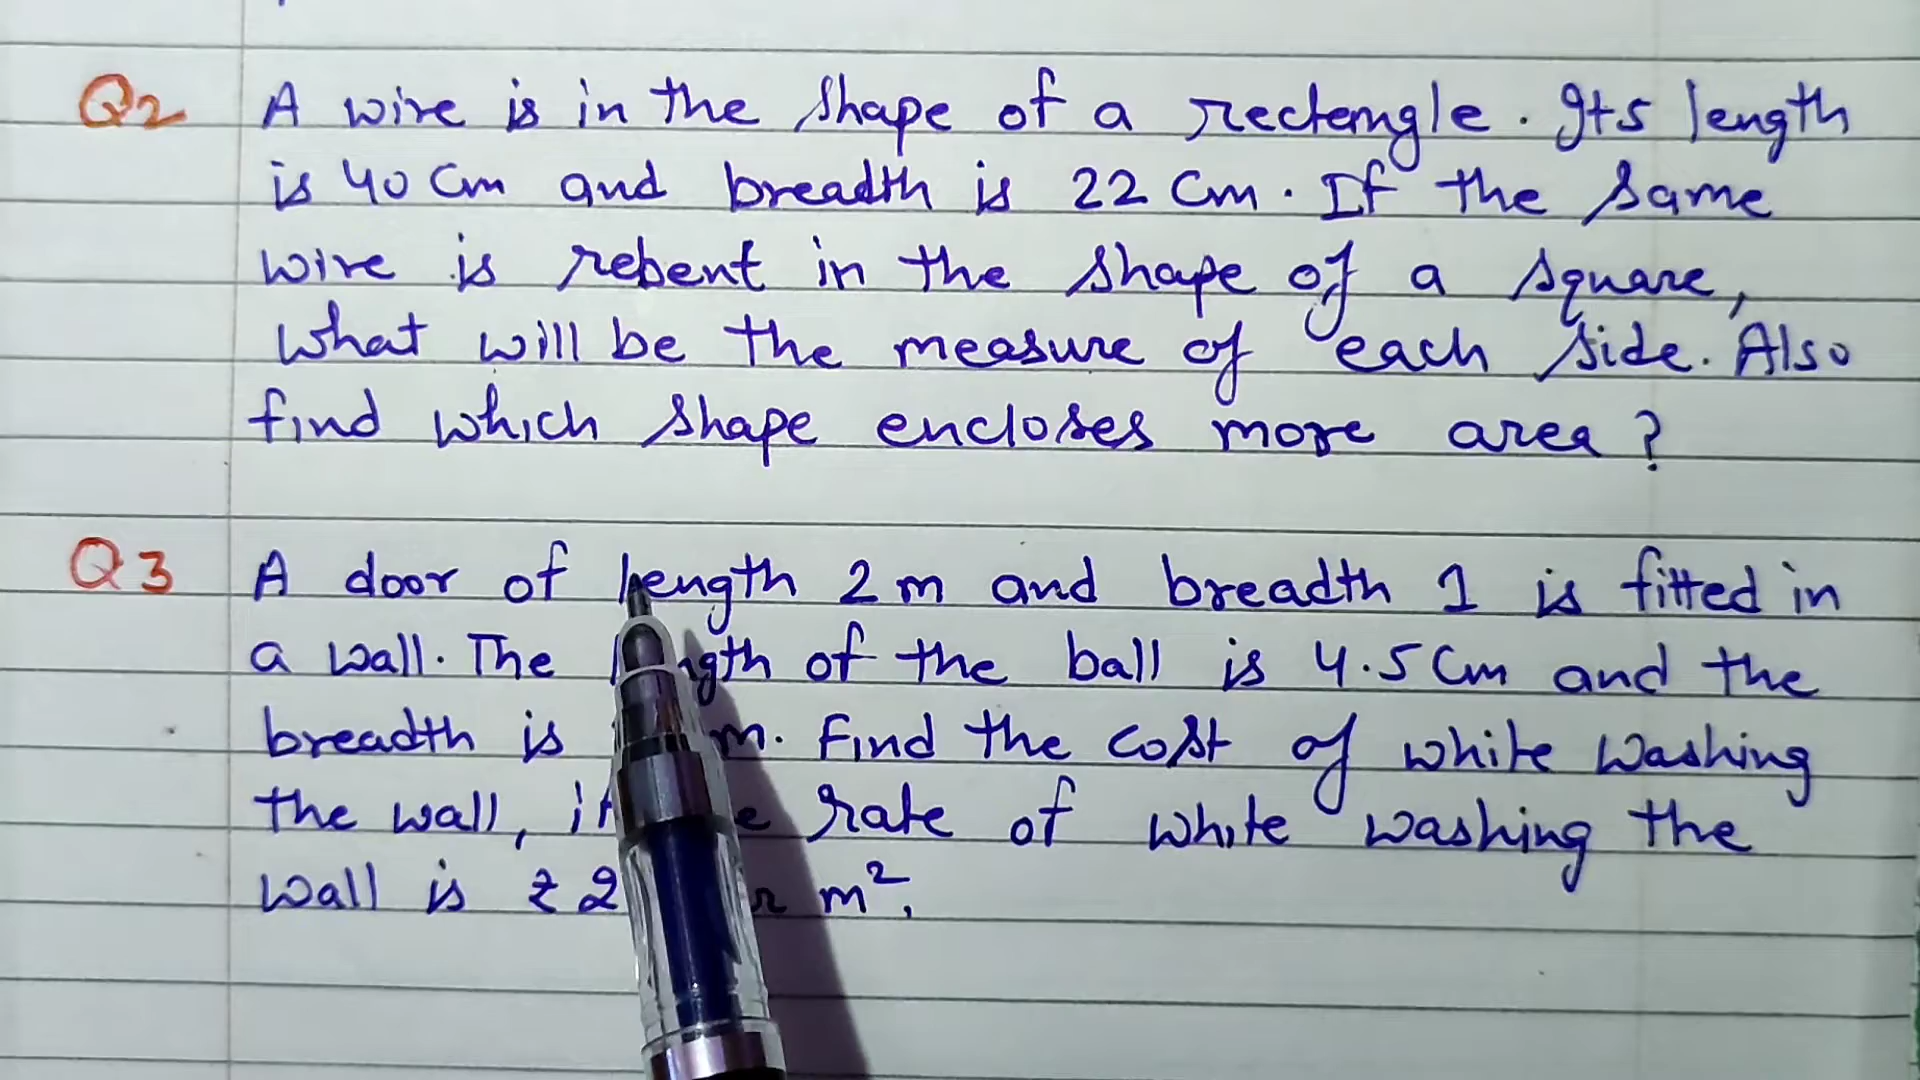 Q2 A wire is in the shape of a rectangle. Its length
is 40 cm and breadth is 22 cm. If the same
wire is rebent in the shape of a square,
what will be the measure of each side. Also
find which shape encloses more area?
Q3 A door of length 2 m and breadth 1 is fitted in
a wall. The length of the ball is 4.5 cm and the
breadth is m. Find the cost of white washing
the wall, rate of white washing the
wall is ₹ 2 m².